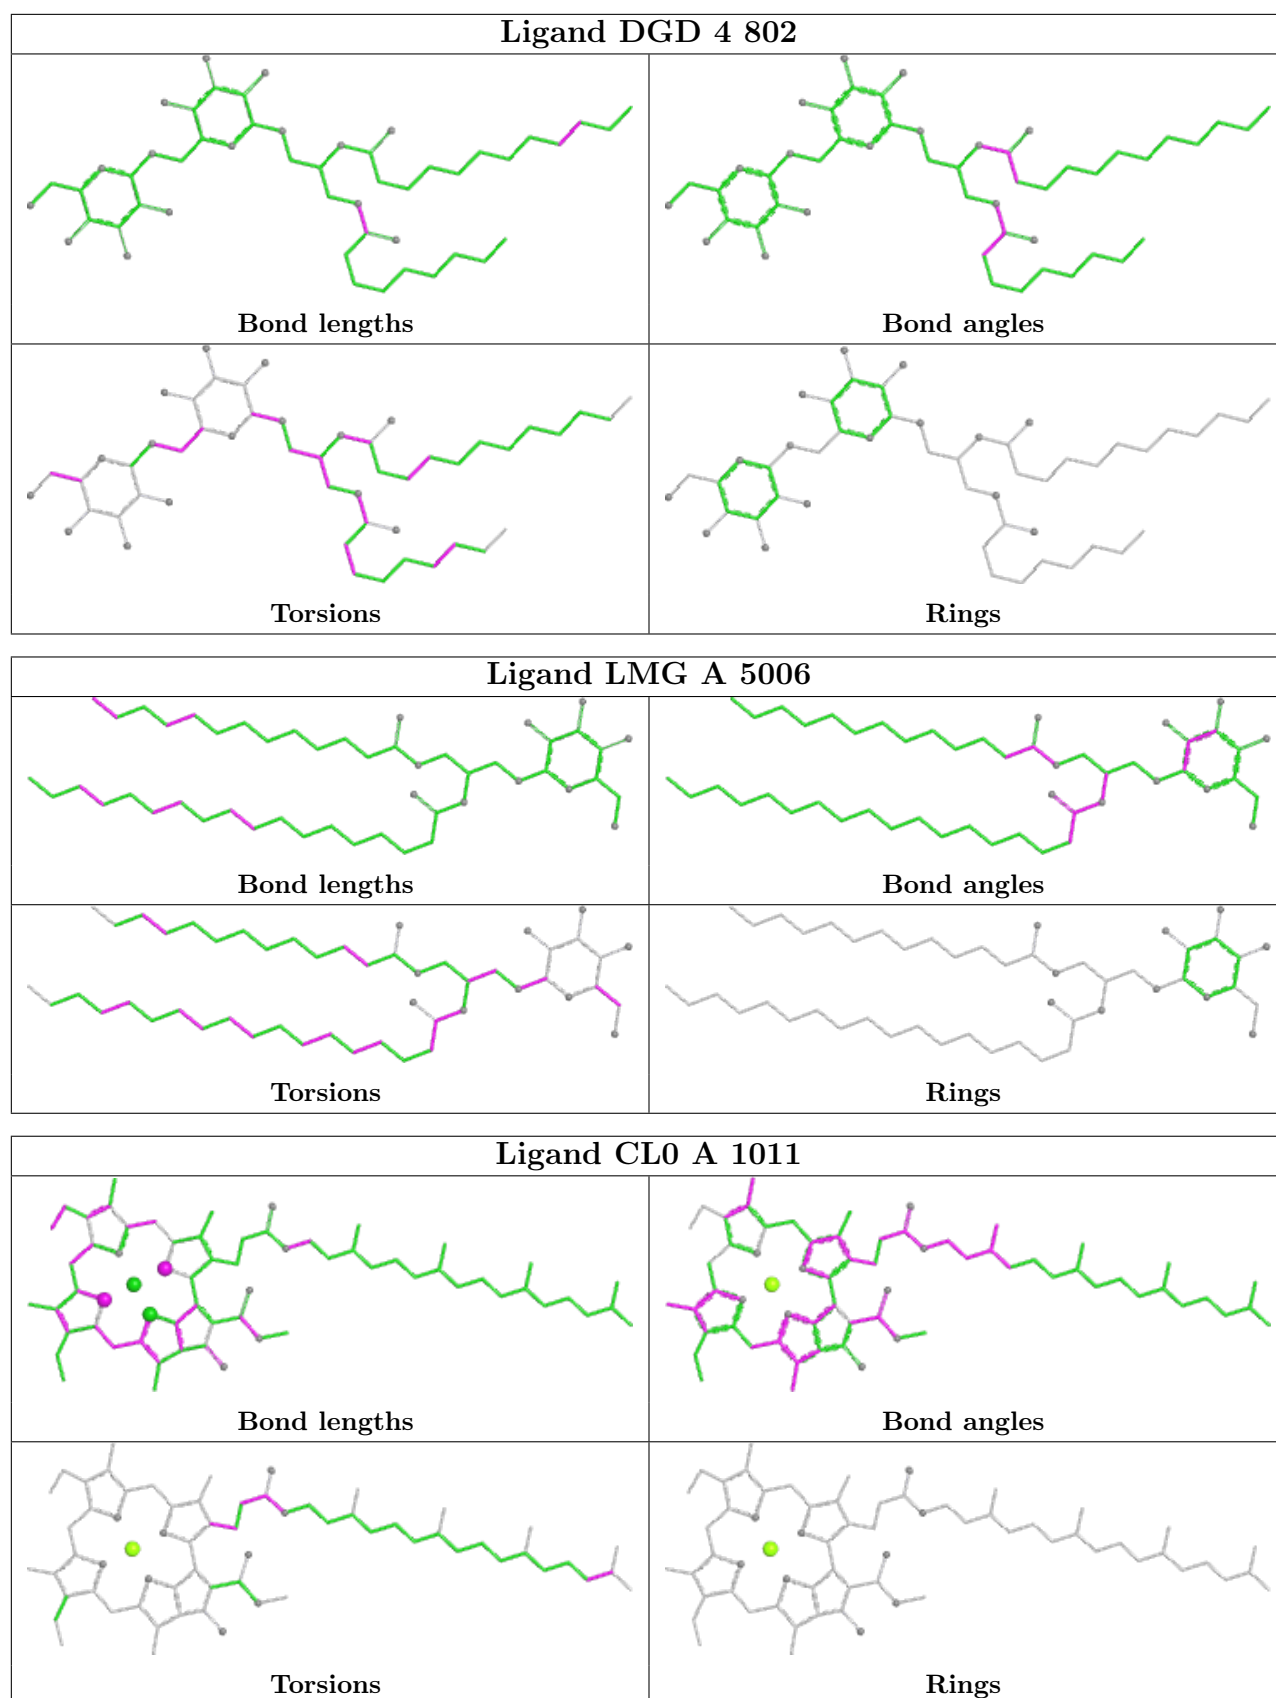 Ligand DGD 4 802
Bond lengths
Bond angles
Torsions
Rings
Ligand LMG A 5006
Bond lengths
Bond angles
Torsions
Rings
Ligand CL0 A 1011
Bond lengths
Bond angles
Torsions
Rings